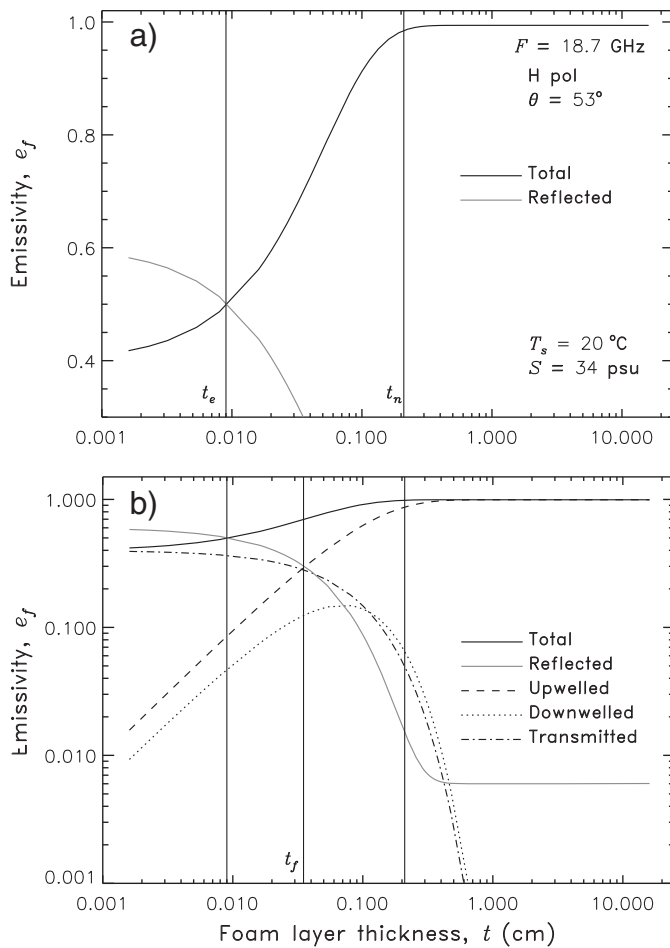 a)
F = 18.7 GHz
H pol
θ = 53°
Total
Reflected
T_s = 20 °C
S = 34 psu
t_e
t_n
Emissivity, e_f
1.0
0.8
0.6
0.4
0.001 0.010 0.100 1.000 10.000
b)
Total
Reflected
Upwelled
Downwelled
Transmitted
t_f
Emissivity, e_f
1.000
0.100
0.010
0.001
0.001 0.010 0.100 1.000 10.000
Foam layer thickness, t (cm)